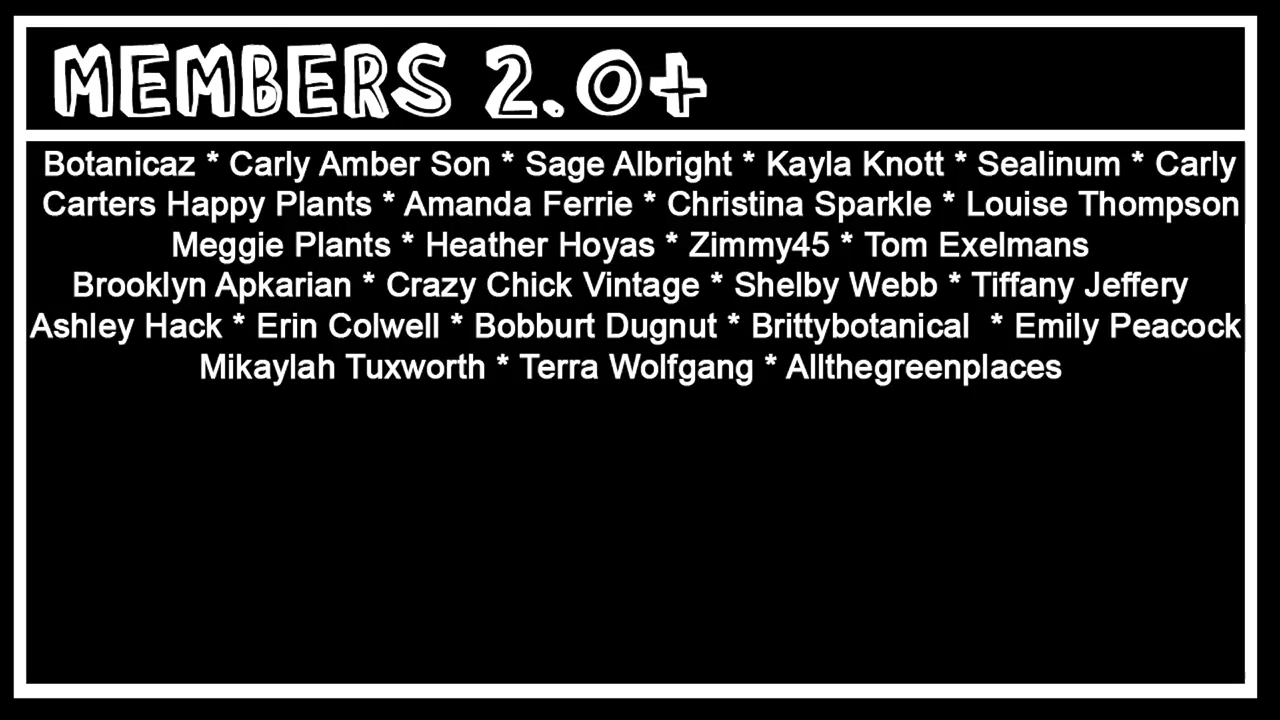 MEMBERS 2.0+
Botanicaz * Carly Amber Son * Sage Albright * Kayla Knott * Sealinum * Carly
Carters Happy Plants * Amanda Ferrie * Christina Sparkle * Louise Thompson
Meggie Plants * Heather Hoyas * Zimmy45 * Tom Exelmans
Brooklyn Apkarian * Crazy Chick Vintage * Shelby Webb * Tiffany Jeffery
Ashley Hack * Erin Colwell * Bobburt Dugnut * Brittybotanical  * Emily Peacock
Mikaylah Tuxworth * Terra Wolfgang * Allthegreenplaces